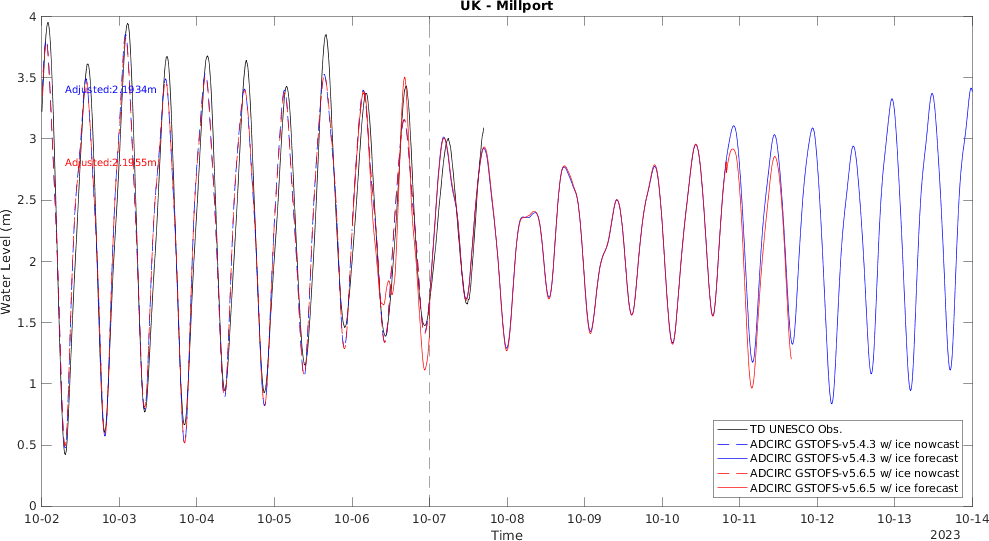 UK - Millport
4
3.5
3
2.5
2
1.5
1
0.5
0
Water Level (m)
Adjusted:2.1934m
Adjusted:2.1955m
TD UNESCO Obs.
ADCIRC GSTOFS-v5.4.3 w/ ice nowcast
ADCIRC GSTOFS-v5.4.3 w/ ice forecast
ADCIRC GSTOFS-v5.6.5 w/ ice nowcast
ADCIRC GSTOFS-v5.6.5 w/ ice forecast
10-02 10-03 10-04 10-05 10-06 10-07 10-08 10-09 10-10 10-11 10-12 10-13 10-14
Time
2023